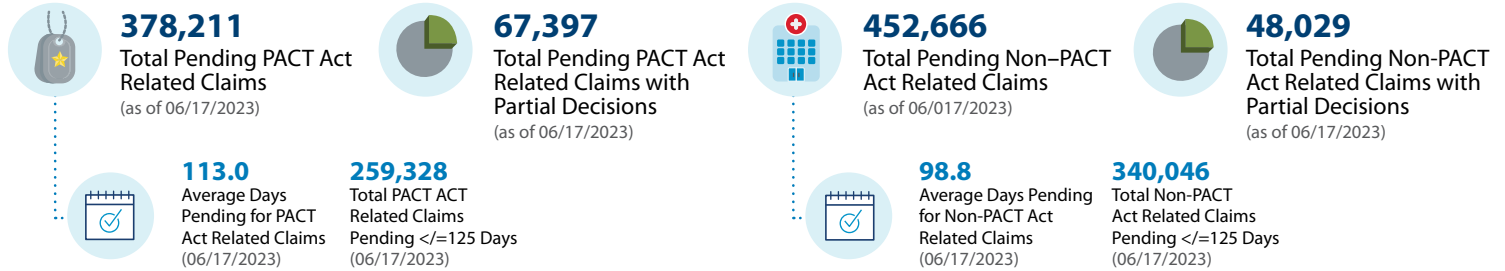 378,211
Total Pending PACT Act
Related Claims
(as of 06/17/2023)
67,397
Total Pending PACT Act
Related Claims with
Partial Decisions
(as of 06/17/2023)
113.0
Average Days
Pending for PACT
Act Related Claims
(06/17/2023)
259,328
Total PACT ACT
Related Claims
Pending </=125 Days
(06/17/2023)
452,666
Total Pending Non–PACT
Act Related Claims
(as of 06/017/2023)
48,029
Total Pending Non-PACT
Act Related Claims with
Partial Decisions
(as of 06/17/2023)
98.8
Average Days Pending
for Non-PACT Act
Related Claims
(06/17/2023)
340,046
Total Non-PACT
Act Related Claims
Pending </=125 Days
(06/17/2023)